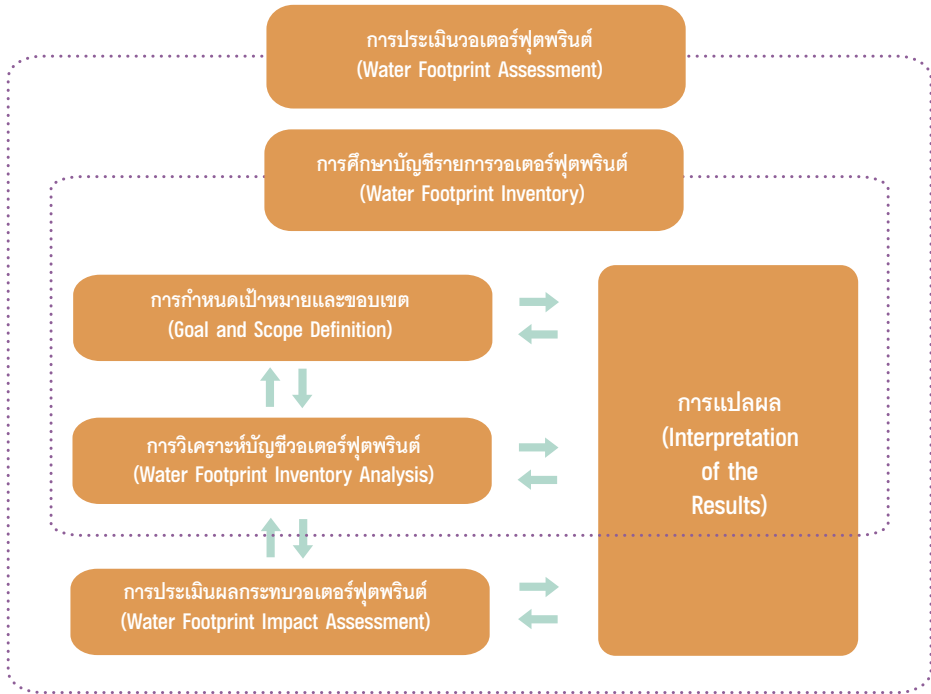 การประเมินวอเตอร์ฟุตพรินต์
(Water Footprint Assessment)
การศึกษาบัญชีรายการวอเตอร์ฟุตพรินต์
(Water Footprint Inventory)
การกำหนดเป้าหมายและขอบเขต
(Goal and Scope Definition)
การวิเคราะห์บัญชีวอเตอร์ฟุตพรินต์
(Water Footprint Inventory Analysis)
การประเมินผลกระทบวอเตอร์ฟุตพรินต์
(Water Footprint Impact Assessment)
การแปลผล
(Interpretation
of the
Results)